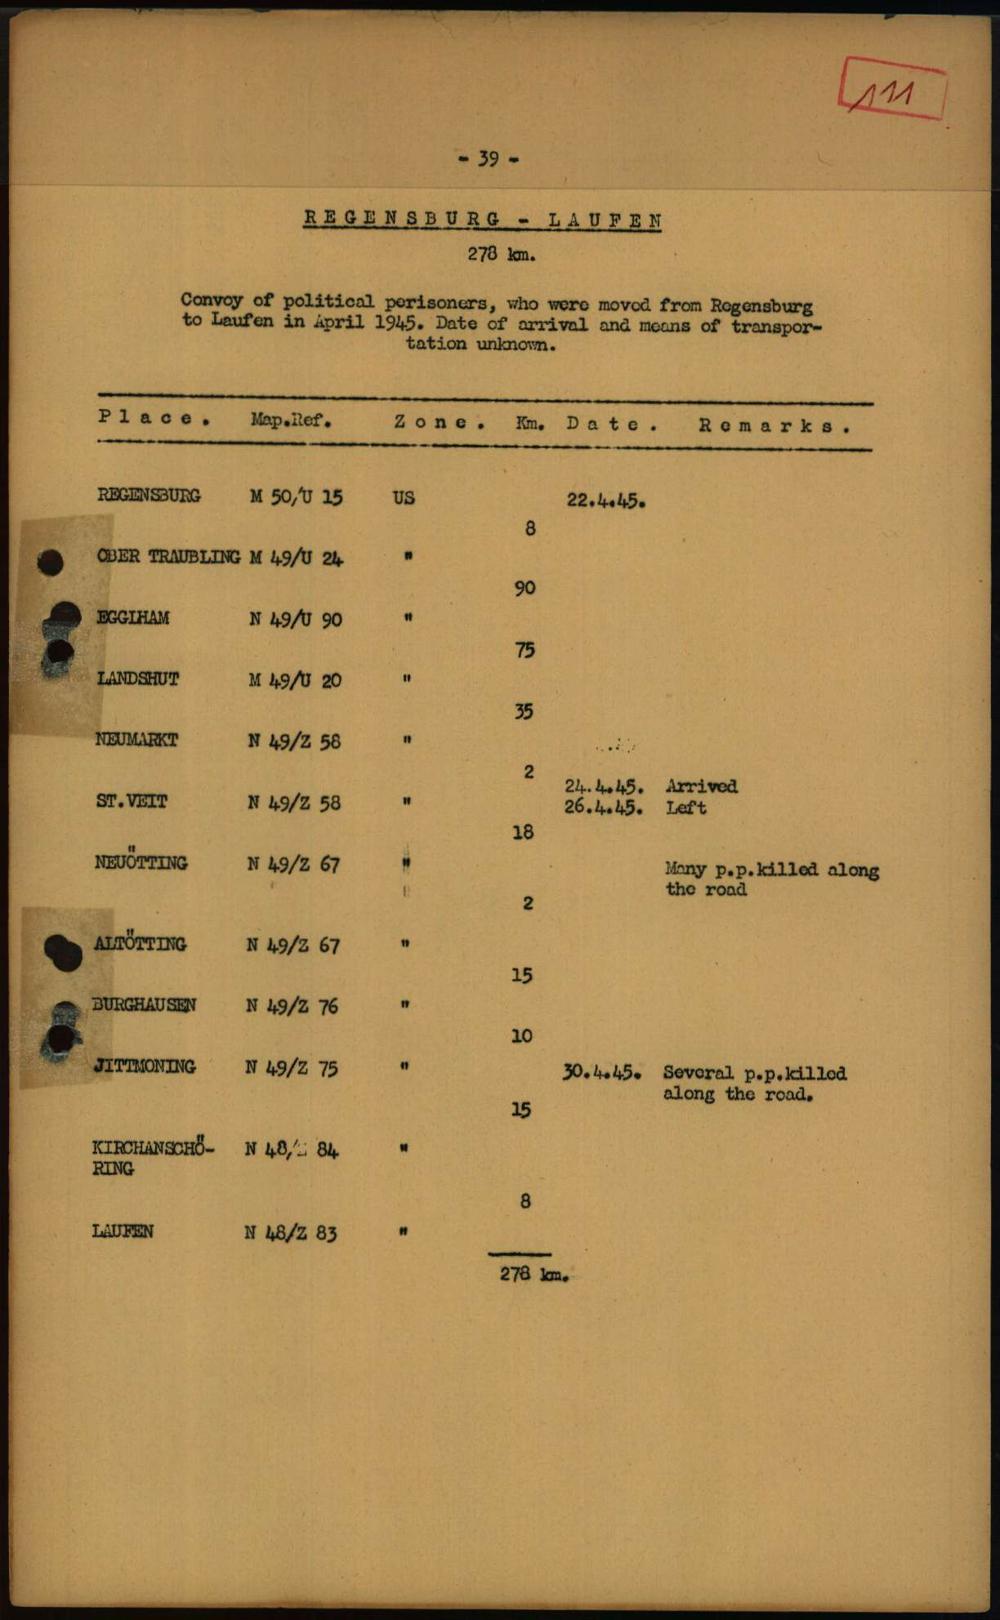 111
- 39 -
REGENSBURG - LAUFEN
278 km.
Convoy of political perisoners, who were moved from Regensburg
to Laufen in April 1945. Date of arrival and means of transpor-
tation unknown.
Place. Map.Ref. Zone. Km. Date. Remarks.
REGENSBURG M 50/U 15 US 22.4.45.
8
OBER TRAUBLING M 49/U 24 "
90
EGGIHAM N 49/U 90 "
75
LANDSHUT M 49/U 20 "
35
NEUMARKT N 49/Z 58 "
2
24.4.45. Arrived
ST.VEIT N 49/Z 58 " 26.4.45. Left
18
NEUÖTTING N 49/Z 67 " Many p.p.killed along
the road
2
ALTÖTTING N 49/Z 67 "
15
BURGHAUSEN N 49/Z 76 "
10
JITTMONING N 49/Z 75 " 30.4.45. Several p.p.killed
along the road.
15
KIRCHANSCHÖ- N 48/ 84 "
RING
8
LAUFEN N 48/Z 83 "
278 km.